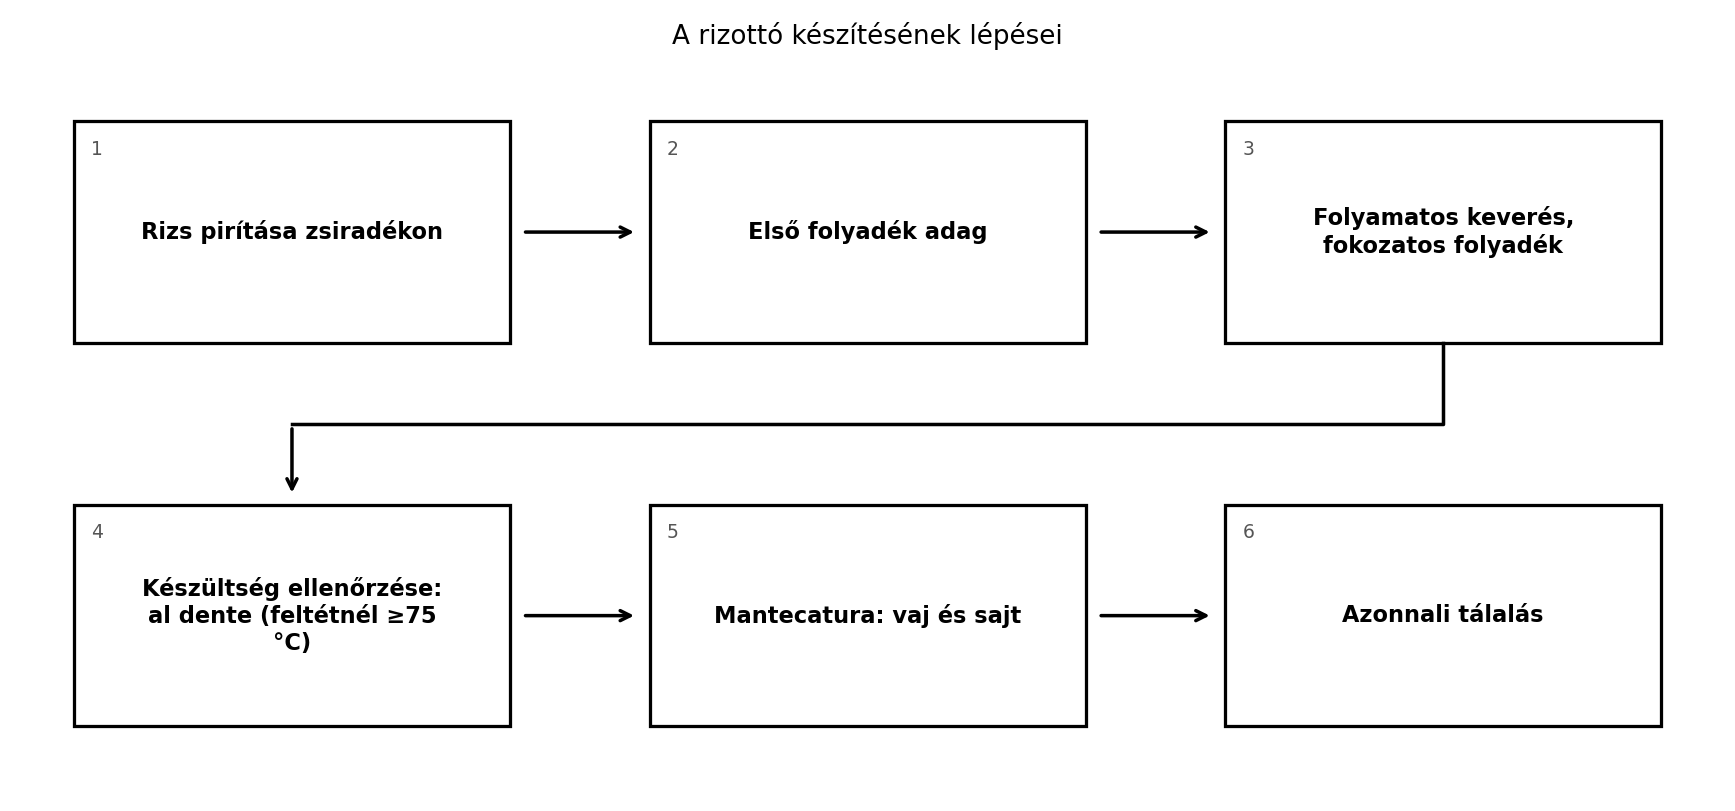 A rizottó készítésének lépései
1
Rizs pirítása zsiradékon
2
Első folyadék adag
3
Folyamatos keverés,
fokozatos folyadék
4
Készültség ellenőrzése:
al dente (feltétnél ≥75
°C)
5
Mantecatura: vaj és sajt
6
Azonnali tálalás